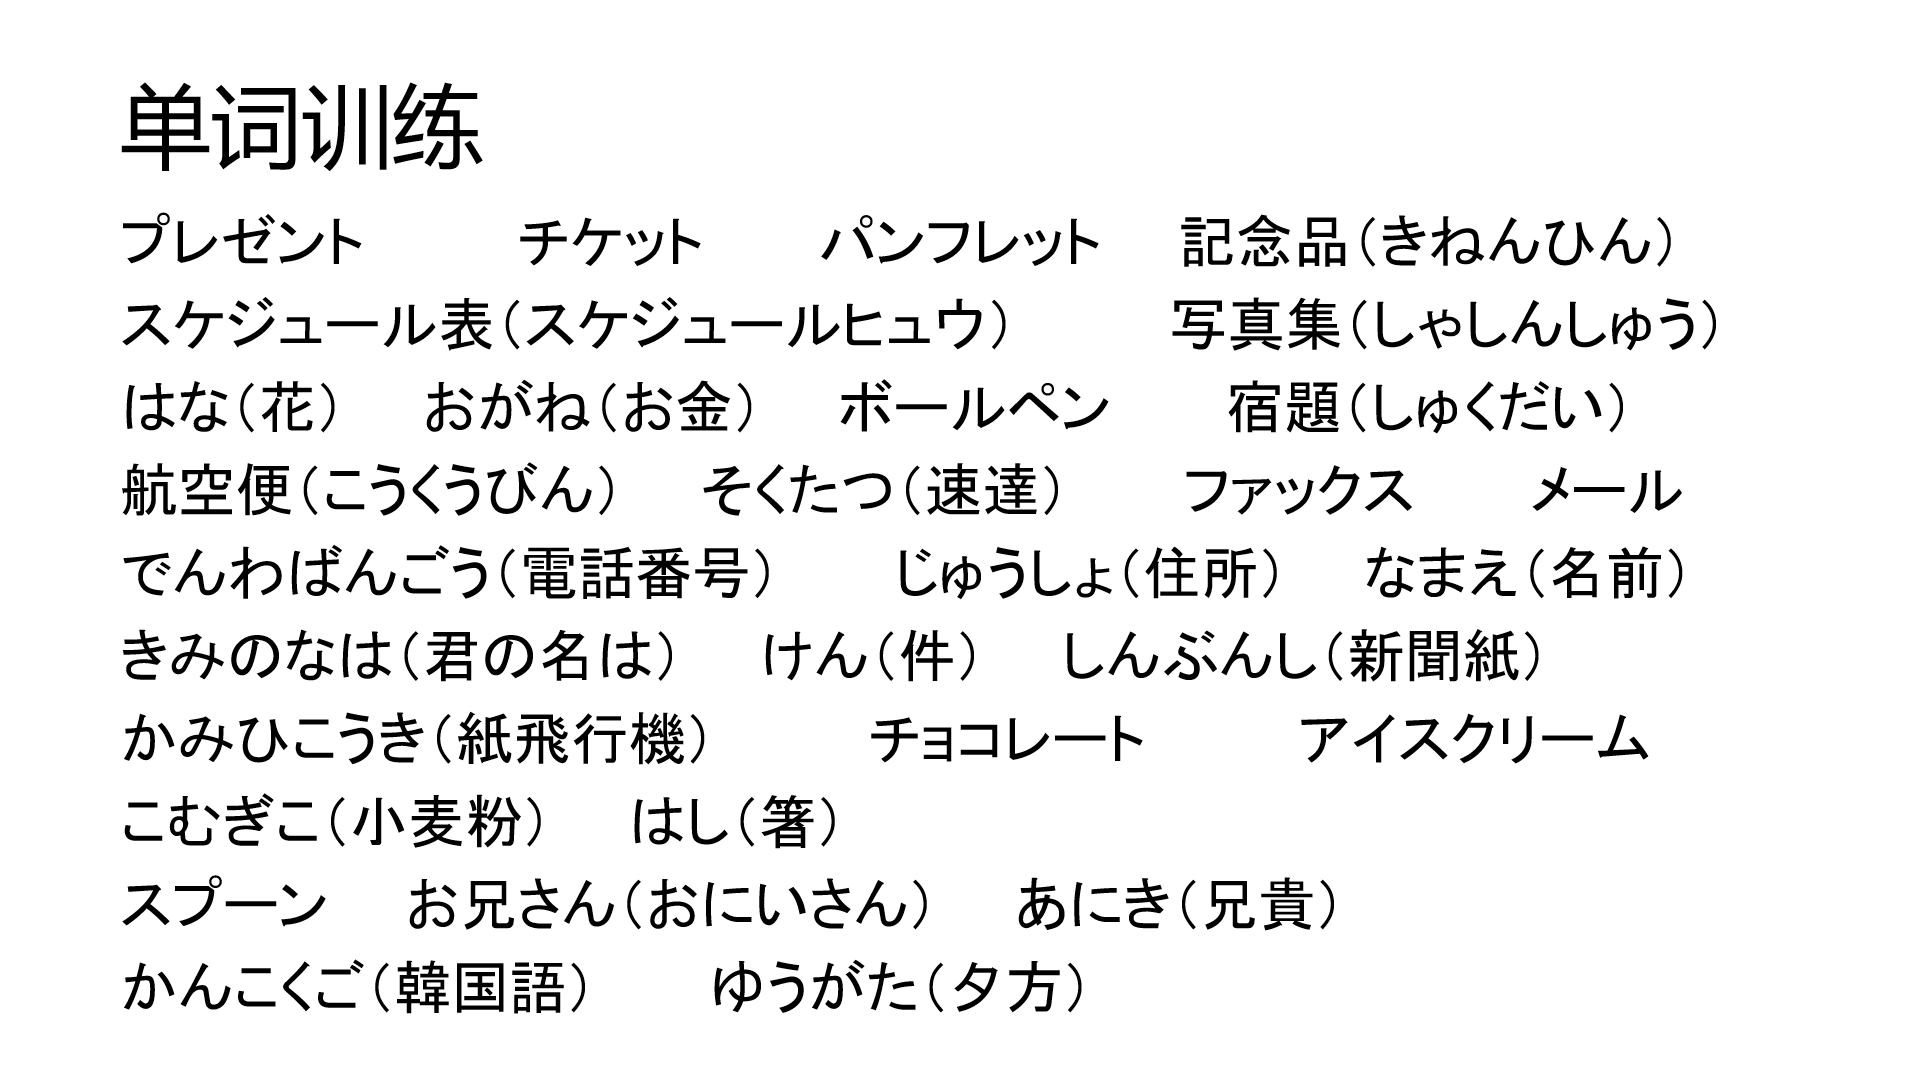 单词训练
プレゼント　チケット　パンフレット　記念品（きねんひん）
スケジュール表（スケジュールヒュウ）　写真集（しゃしんしゅう）
はな（花）　おがね（お金）　ボールペン　宿題（しゅくだい）
航空便（こうくうびん）　そくたつ（速達）　ファックス　メール
でんわばんごう（電話番号）　じゅうしょ（住所）　なまえ（名前）
きみのなは（君の名は）　けん（件）　しんぶんし（新聞紙）
かみひこうき（紙飛行機）　チョコレート　アイスクリーム
こむぎこ（小麦粉）　はし（箸）
スプーン　お兄さん（おにいさん）　あにき（兄貴）
かんこくご（韓国語）　ゆうがた（夕方）